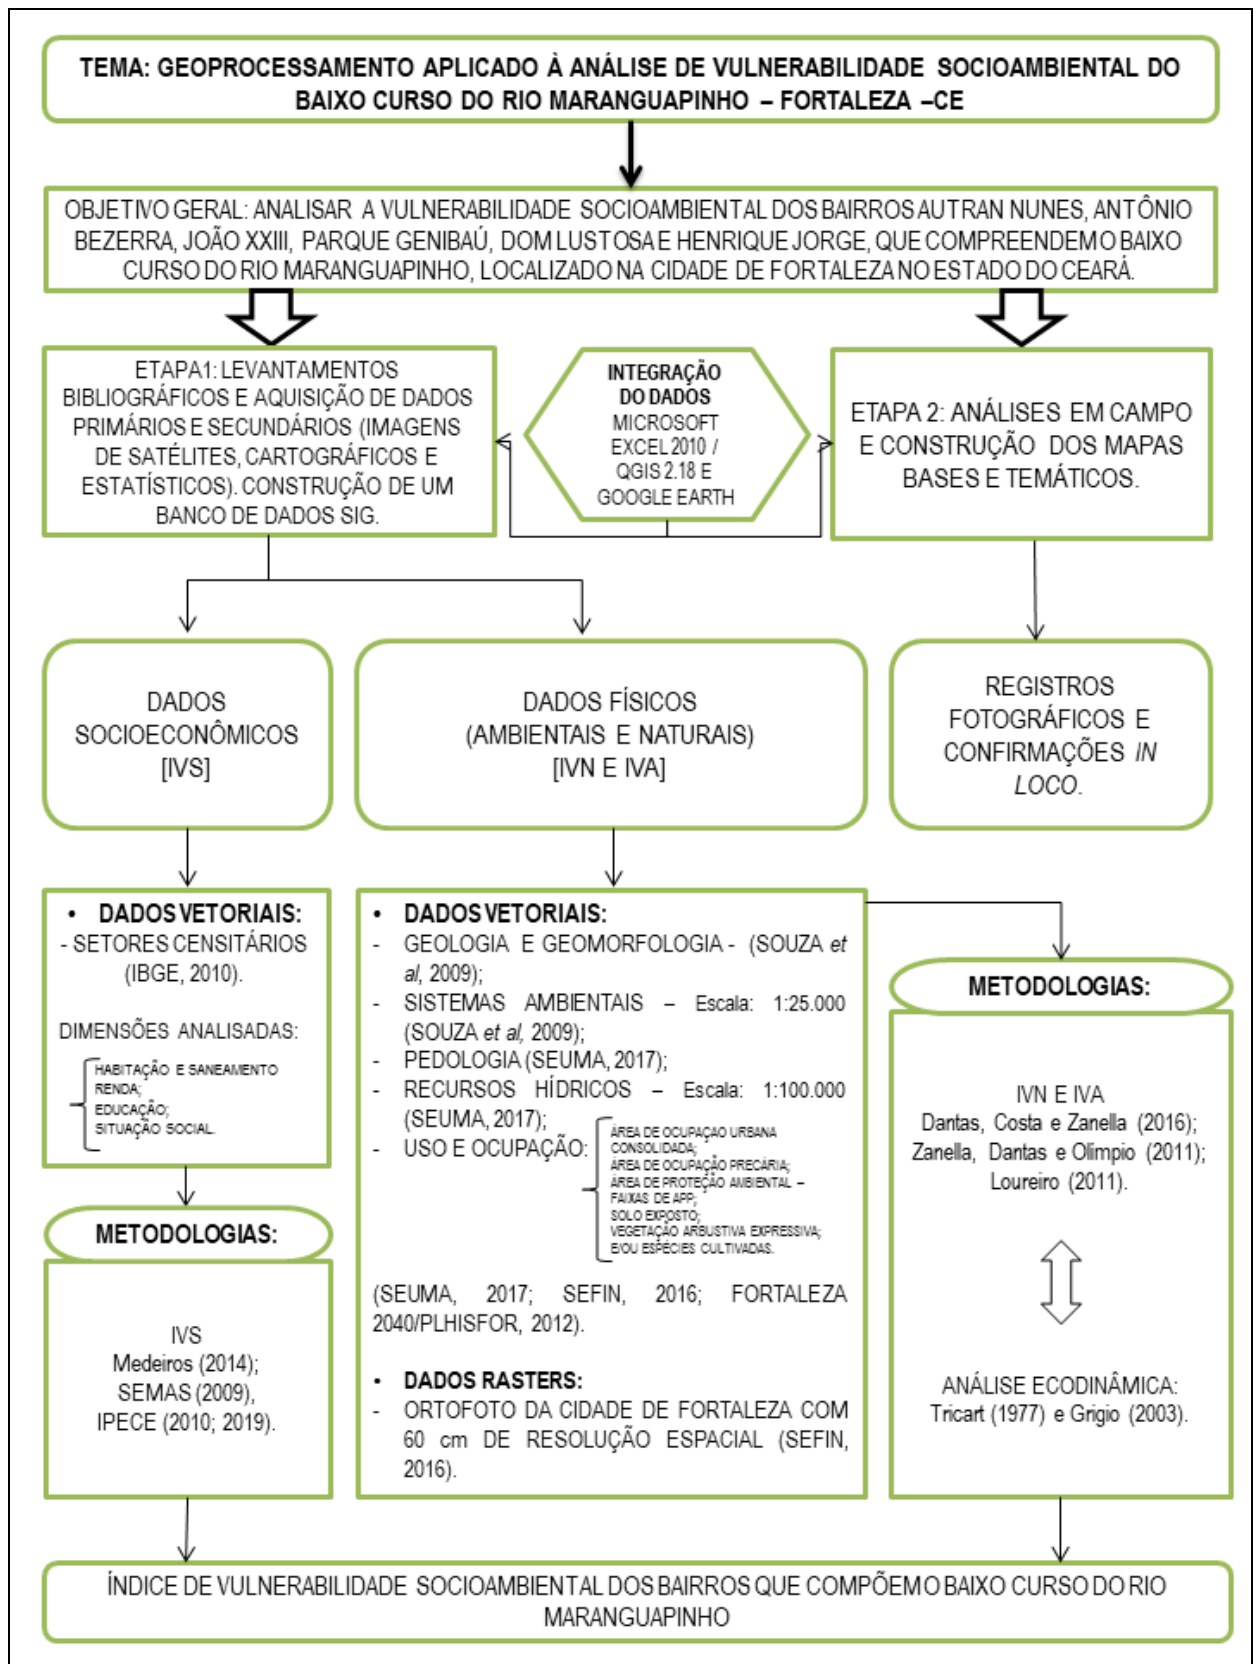 TEMA: GEOPROCESSAMENTO APLICADO À ANÁLISE DE VULNERABILIDADE SOCIOAMBIENTAL DO
BAIXO CURSO DO RIO MARANGUAPINHO – FORTALEZA –CE
OBJETIVO GERAL: ANALISAR A VULNERABILIDADE SOCIOAMBIENTAL DOS BAIRROS AUTRAN NUNES, ANTÔNIO
BEZERRA, JOÃO XXIII, PARQUE GENIBAÚ, DOM LUSTOSA E HENRIQUE JORGE, QUE COMPREENDEM O BAIXO
CURSO DO RIO MARANGUAPINHO, LOCALIZADO NA CIDADE DE FORTALEZA NO ESTADO DO CEARÁ.
ETAPA1: LEVANTAMENTOS
BIBLIOGRÁFICOS E AQUISIÇÃO DE DADOS
PRIMÁRIOS E SECUNDÁRIOS (IMAGENS
DE SATÉLITES, CARTOGRÁFICOS E
ESTATÍSTICOS). CONSTRUÇÃO DE UM
BANCO DE DADOS SIG.
INTEGRAÇÃO
DO DADOS
MICROSOFT
EXCEL 2010 /
QGIS 2.18 E
GOOGLE EARTH
ETAPA 2: ANÁLISES EM CAMPO
E CONSTRUÇÃO DOS MAPAS
BASES E TEMÁTICOS.
DADOS
SOCIOECONÔMICOS
[IVS]
DADOS FÍSICOS
(AMBIENTAIS E NATURAIS)
[IVN E IVA]
REGISTROS
FOTOGRÁFICOS E
CONFIRMAÇÕES IN
LOCO.
• DADOS VETORIAIS:
- SETORES CENSITÁRIOS
(IBGE, 2010).
DIMENSÕES ANALISADAS:
HABITAÇÃO E SANEAMENTO
RENDA;
EDUCAÇÃO;
SITUAÇÃO SOCIAL.
METODOLOGIAS:
IVS
Medeiros (2014);
SEMAS (2009),
IPECE (2010; 2019).
• DADOS VETORIAIS:
- GEOLOGIA E GEOMORFOLOGIA - (SOUZA et
al, 2009);
- SISTEMAS AMBIENTAIS – Escala: 1:25.000
(SOUZA et al, 2009);
- PEDOLOGIA (SEUMA, 2017);
- RECURSOS HÍDRICOS – Escala: 1:100.000
(SEUMA, 2017);
- USO E OCUPAÇÃO:
ÁREA DE OCUPAÇAO URBANA
CONSOLIDADA;
ÁREA DE OCUPAÇÃO PRECÁRIA;
ÁREA DE PROTEÇÃO AMBIENTAL –
FAIXAS DE APP;
SOLO EXPOSTO;
VEGETAÇÃO ARBUSTIVA EXPRESSIVA;
E/OU ESPÉCIES CULTIVADAS.
(SEUMA, 2017; SEFIN, 2016; FORTALEZA
2040/PLHISFOR, 2012).
• DADOS RASTERS:
- ORTOFOTO DA CIDADE DE FORTALEZA COM
60 cm DE RESOLUÇÃO ESPACIAL (SEFIN,
2016).
METODOLOGIAS:
IVN E IVA
Dantas, Costa e Zanella (2016);
Zanella, Dantas e Olimpio (2011);
Loureiro (2011).
ANÁLISE ECODINÂMICA:
Tricart (1977) e Grigio (2003).
ÍNDICE DE VULNERABILIDADE SOCIOAMBIENTAL DOS BAIRROS QUE COMPÕEM O BAIXO CURSO DO RIO
MARANGUAPINHO